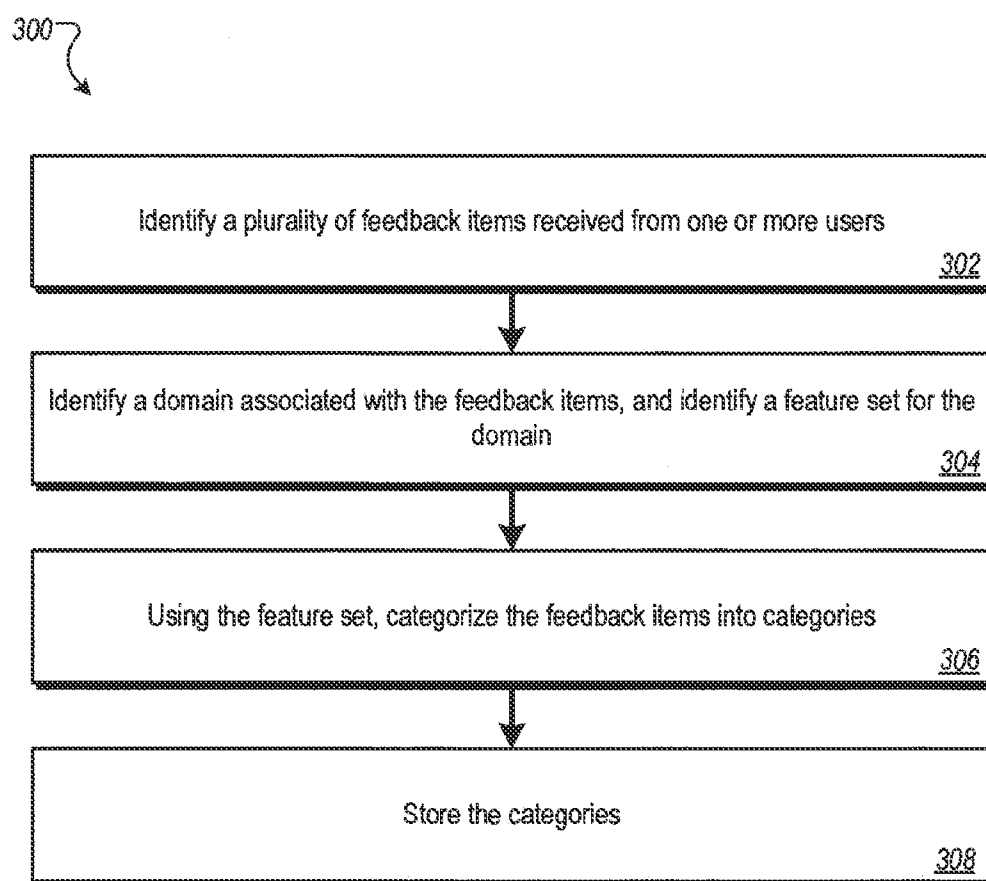 300
Identify a plurality of feedback items received from one or more users
302
Identify a domain associated with the feedback items, and identify a feature set for the
domain
304
Using the feature set, categorize the feedback items into categories
306
Store the categories
308